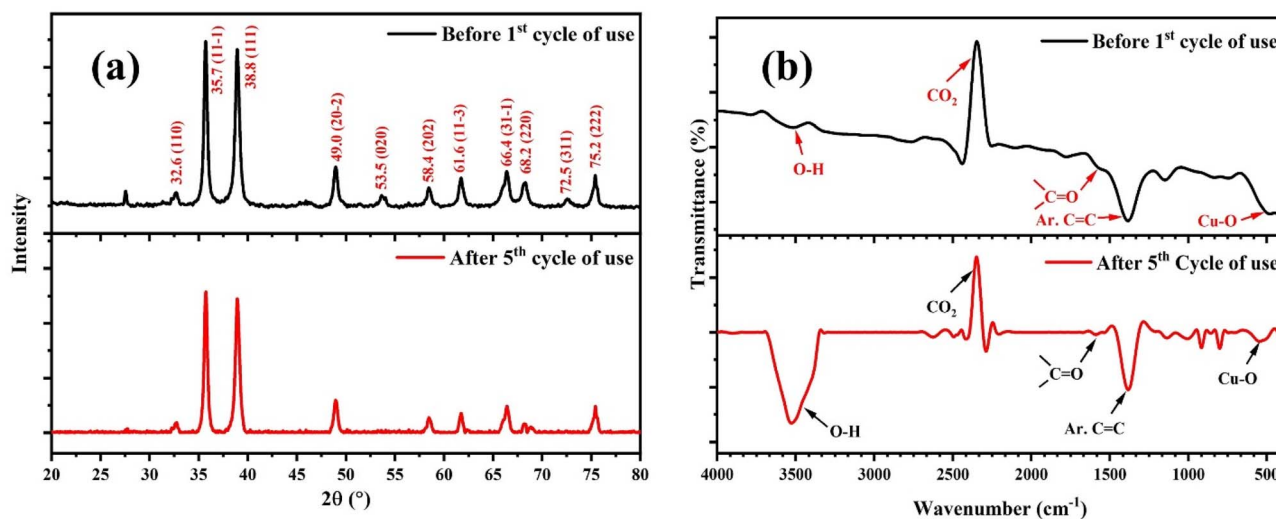 (a)
Before 1st cycle of use
32.6 (110)
35.7 (11-1)
38.8 (111)
49.0 (20-2)
53.5 (020)
58.4 (202)
61.6 (11-3)
66.4 (31-1)
68.2 (220)
72.5 (311)
75.2 (222)
After 5th cycle of use
Intensity
20 25 30 35 40 45 50 55 60 65 70 75 80
2θ (°)
(b)
Before 1st cycle of use
CO2
O-H
C=O
Ar. C=C
Cu-O
After 5th Cycle of use
CO2
O-H
C=O
Ar. C=C
Cu-O
Transmittance (%)
4000 3500 3000 2500 2000 1500 1000 500
Wavenumber (cm-1)